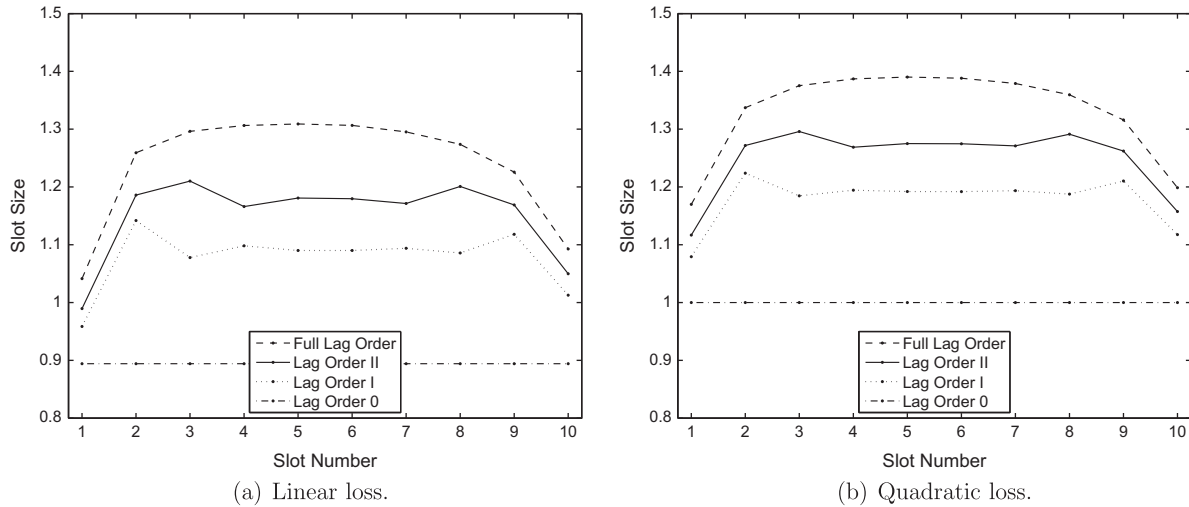 1.5
1.4
1.3
1.2
1.1
1
0.9
0.8
Slot Size
Full Lag Order
Lag Order II
Lag Order I
Lag Order 0
1 2 3 4 5 6 7 8 9 10
Slot Number
(a) Linear loss.
1.5
1.4
1.3
1.2
1.1
1
0.9
0.8
Slot Size
Full Lag Order
Lag Order II
Lag Order I
Lag Order 0
1 2 3 4 5 6 7 8 9 10
Slot Number
(b) Quadratic loss.